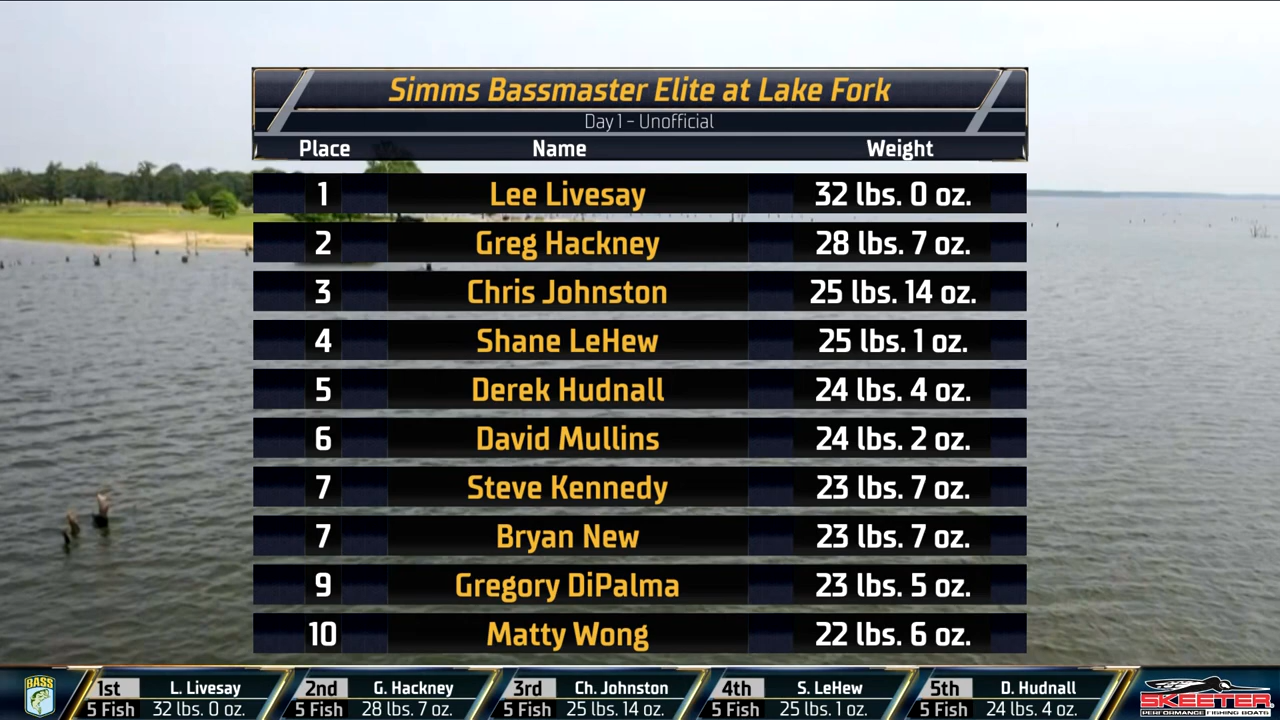 Simms Bassmaster Elite at Lake Fork
Day 1 – Unofficial
Place Name Weight
1 Lee Livesay 32 lbs. 0 oz.
2 Greg Hackney 28 lbs. 7 oz.
3 Chris Johnston 25 lbs. 14 oz.
4 Shane LeHew 25 lbs. 1 oz.
5 Derek Hudnall 24 lbs. 4 oz.
6 David Mullins 24 lbs. 2 oz.
7 Steve Kennedy 23 lbs. 7 oz.
7 Bryan New 23 lbs. 7 oz.
9 Gregory DiPalma 23 lbs. 5 oz.
10 Matty Wong 22 lbs. 6 oz.
BASS
1st L. Livesay
5 Fish 32 lbs. 0 oz.
2nd G. Hackney
5 Fish 28 lbs. 7 oz.
3rd Ch. Johnston
5 Fish 25 lbs. 14 oz.
4th S. LeHew
5 Fish 25 lbs. 1 oz.
5th D. Hudnall
5 Fish 24 lbs. 4 oz.
SKEETER
PERFORMANCE FISHING BOATS